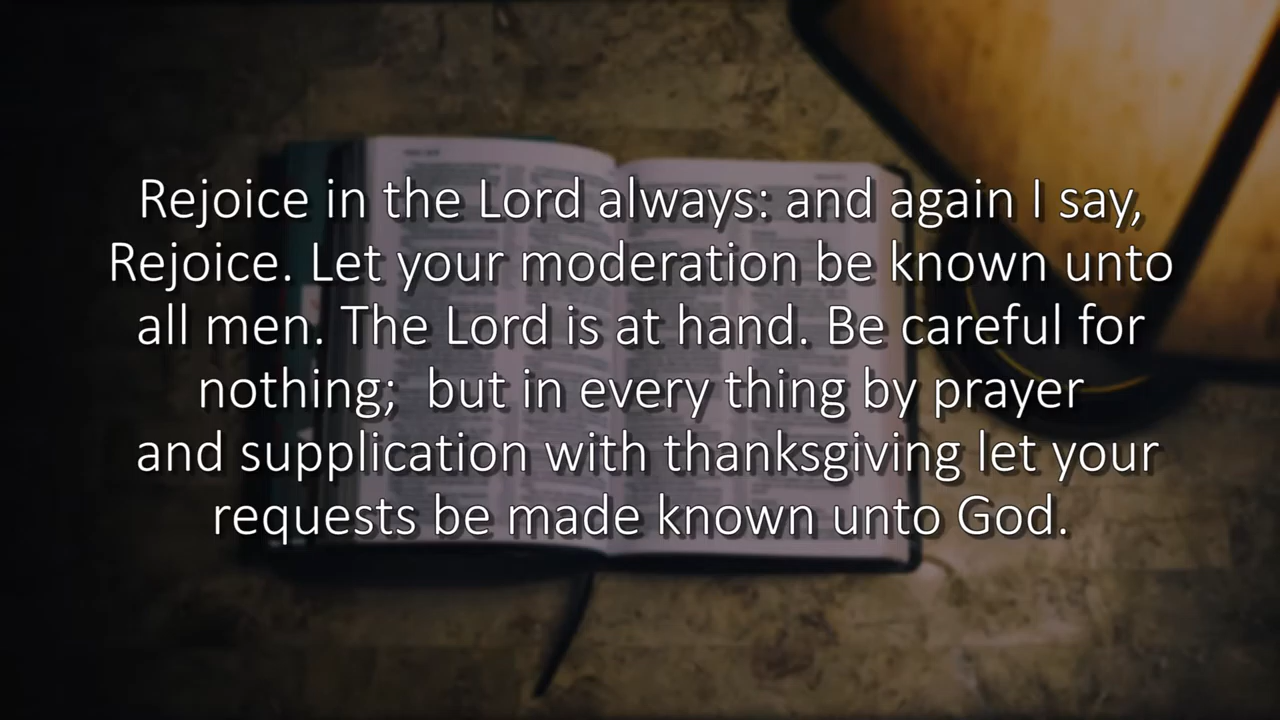 Rejoice in the Lord always: and again I say,
Rejoice. Let your moderation be known unto
all men. The Lord is at hand. Be careful for
nothing;  but in every thing by prayer
and supplication with thanksgiving let your
requests be made known unto God.